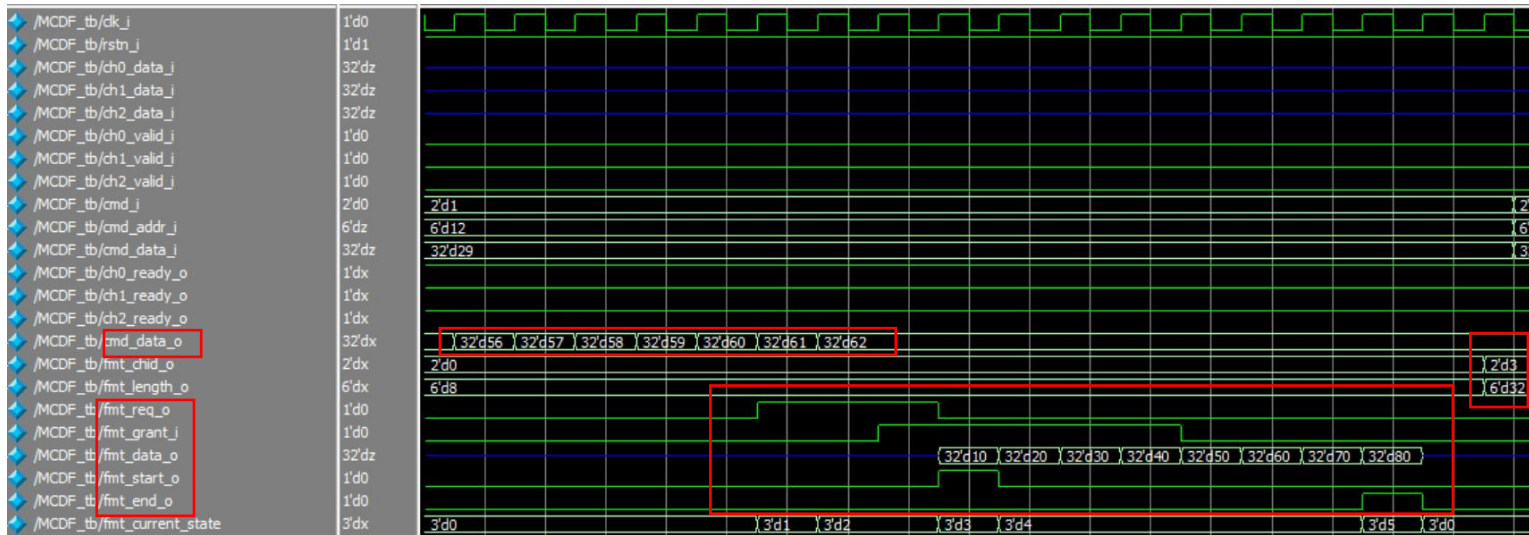 /MCDF_tb/clk_i 1'd0
/MCDF_tb/rstn_i 1'd1
/MCDF_tb/ch0_data_i 32'dz
/MCDF_tb/ch1_data_i 32'dz
/MCDF_tb/ch2_data_i 32'dz
/MCDF_tb/ch0_valid_i 1'd0
/MCDF_tb/ch1_valid_i 1'd0
/MCDF_tb/ch2_valid_i 1'd0
/MCDF_tb/cmd_i 2'd0 2'd1 2'
/MCDF_tb/cmd_addr_i 6'dz 6'd12 6'
/MCDF_tb/cmd_data_i 32'dz 32'd29 3
/MCDF_tb/ch0_ready_o 1'dx
/MCDF_tb/ch1_ready_o 1'dx
/MCDF_tb/ch2_ready_o 1'dx
/MCDF_tb/cmd_data_o 32'dx 32'd56 32'd57 32'd58 32'd59 32'd60 32'd61 32'd62
/MCDF_tb/fmt_chid_o 2'dx 2'd0 2'd3
/MCDF_tb/fmt_length_o 6'dx 6'd8 6'd32
/MCDF_tb/fmt_req_o 1'd0
/MCDF_tb/fmt_grant_i 1'd0
/MCDF_tb/fmt_data_o 32'dz 32'd10 32'd20 32'd30 32'd40 32'd50 32'd60 32'd70 32'd80
/MCDF_tb/fmt_start_o 1'd0
/MCDF_tb/fmt_end_o 1'd0
/MCDF_tb/fmt_current_state 3'dx 3'd0 3'd1 3'd2 3'd3 3'd4 3'd5 3'd0